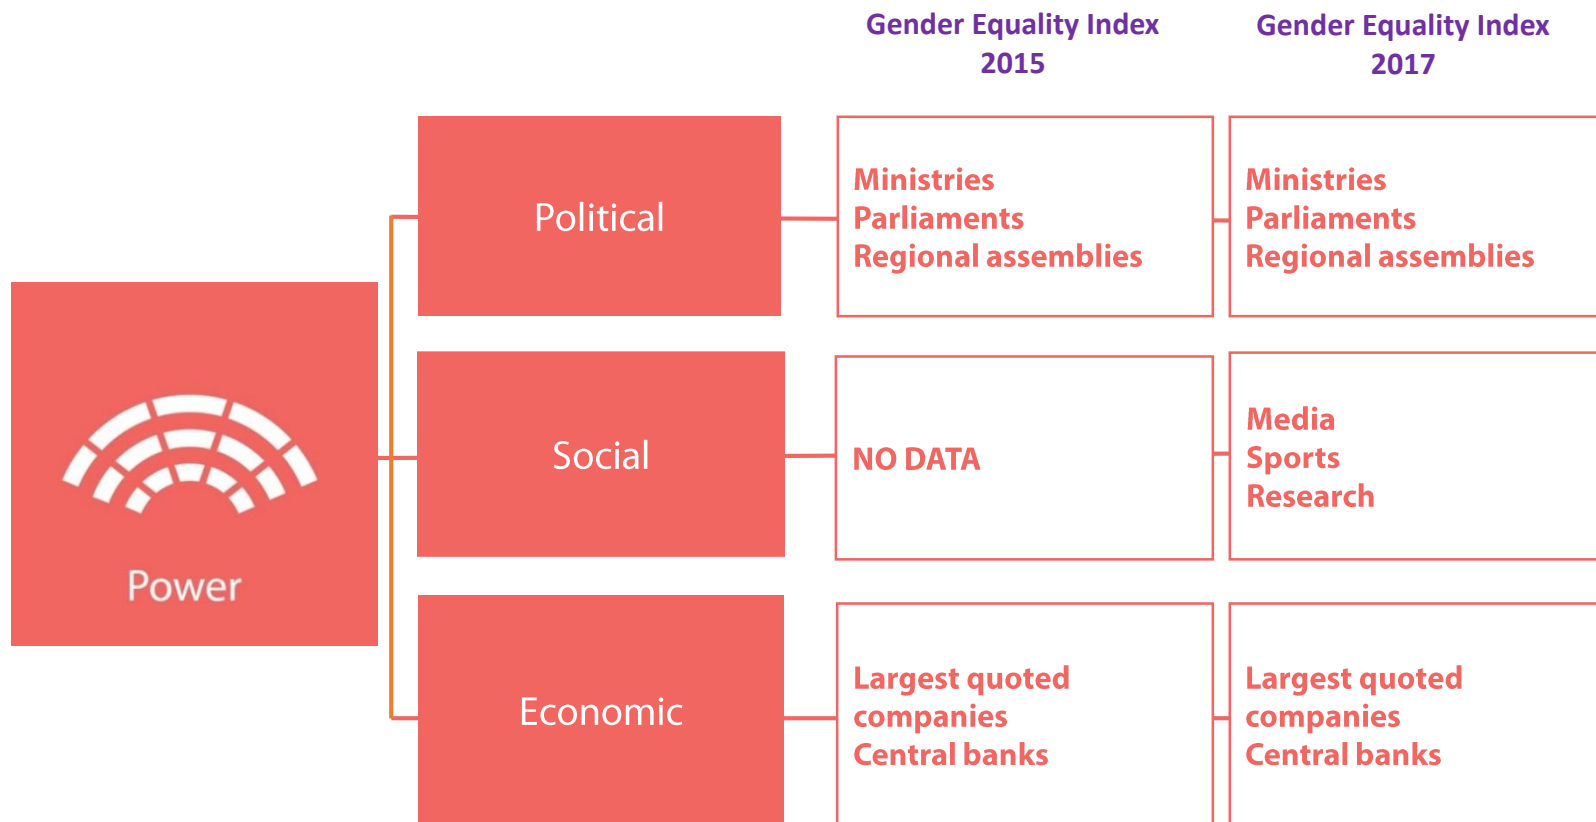 Gender Equality Index
2015
Gender Equality Index
2017
Power
Political
Ministries
Parliaments
Regional assemblies
Ministries
Parliaments
Regional assemblies
Social
NO DATA
Media
Sports
Research
Economic
Largest quoted
companies
Central banks
Largest quoted
companies
Central banks